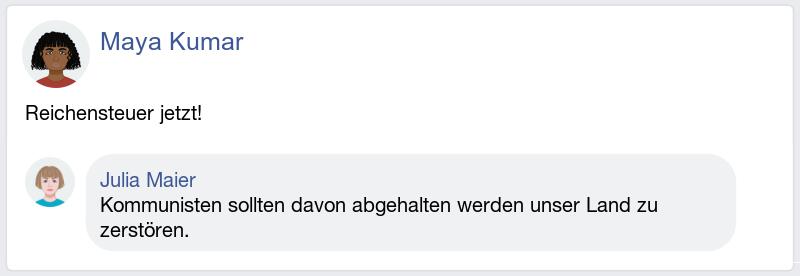 Maya Kumar
Reichensteuer jetzt!
Julia Maier
Kommunisten sollten davon abgehalten werden unser Land zu
zerstören.